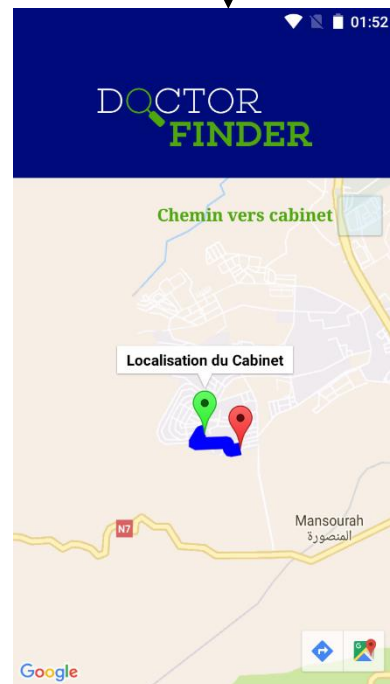 01:52
DOCTOR
FINDER
Chemin vers cabinet
Localisation du Cabinet
N7
Mansourah
المنصورة
Google